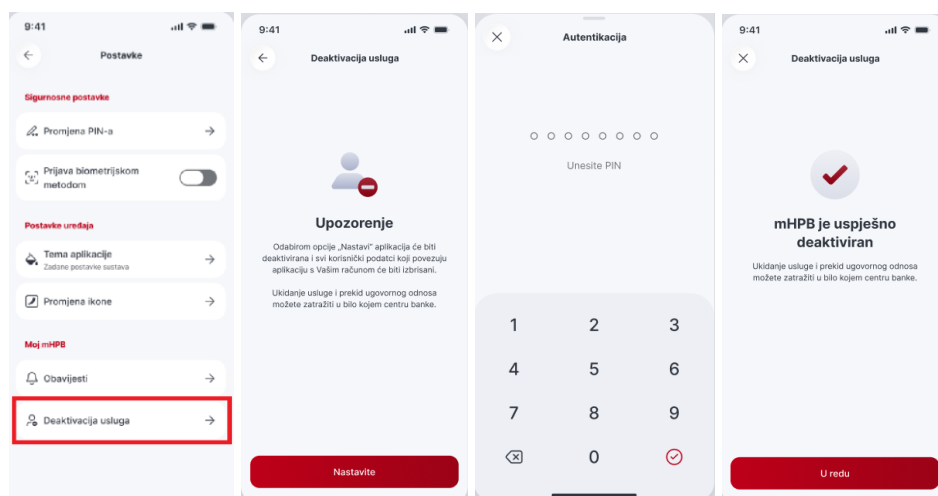 9:41
Postavke
Sigurnosne postavke
Promjena PIN-a
Prijava biometrijskom
metodom
Postavke uređaja
Tema aplikacije
Zadane postavke sustava
Promjena ikone
Moj mHPB
Obavijesti
Deaktivacija usluga
9:41
Deaktivacija usluga
Upozorenje
Odabirom opcije „Nastavi" aplikacija će biti
deaktivirana i svi korisnički podatci koji povezuju
aplikaciju s Vašim računom će biti izbrisani.
Ukidanje usluge i prekid ugovornog odnosa
možete zatražiti u bilo kojem centru banke.
Nastavite
Autentikacija
Unesite PIN
1 2 3
4 5 6
7 8 9
0
9:41
Deaktivacija usluga
mHPB je uspješno
deaktiviran
Ukidanje usluge i prekid ugovornog odnosa
možete zatražiti u bilo kojem centru banke.
U redu